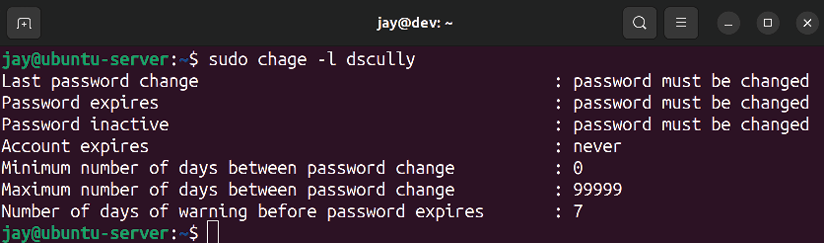 jay@dev: ~
jay@ubuntu-server:~$ sudo chage -l dscully
Last password change : password must be changed
Password expires : password must be changed
Password inactive : password must be changed
Account expires : never
Minimum number of days between password change : 0
Maximum number of days between password change : 99999
Number of days of warning before password expires : 7
jay@ubuntu-server:~$